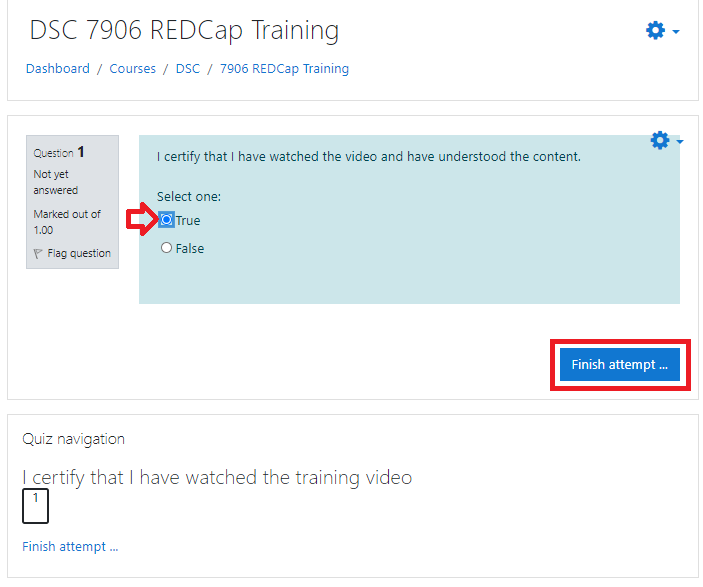 DSC 7906 REDCap Training
Dashboard / Courses / DSC / 7906 REDCap Training
Question 1
Not yet
answered
Marked out of
1.00
Flag question
I certify that I have watched the video and have understood the content.
Select one:
True
False
Finish attempt ...
Quiz navigation
I certify that I have watched the training video
1
Finish attempt ...